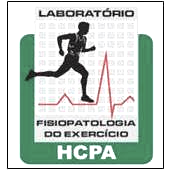 LABORATÓRIO
FISIOPATOLOGIA
DO EXERCÍCIO
HCPA